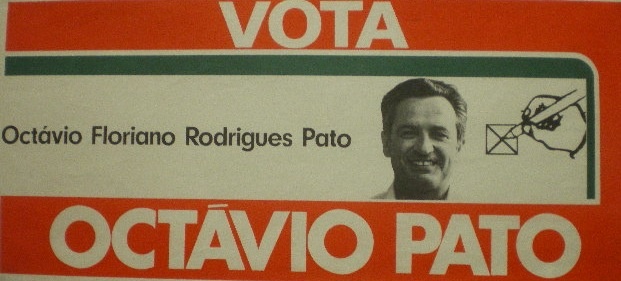 VOTA
Octávio Floriano Rodrigues Pato
OCTÁVIO PATO